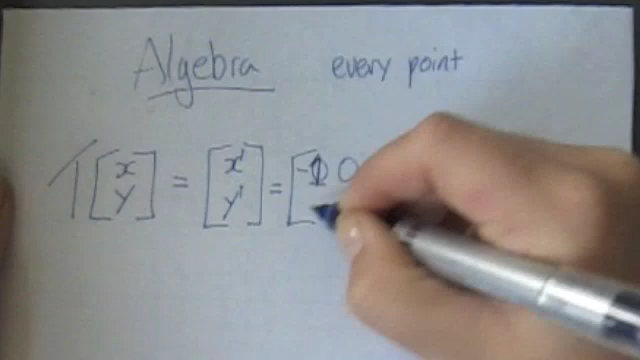 Algebra every point
T [x y] = [x' y'] = [-1 0